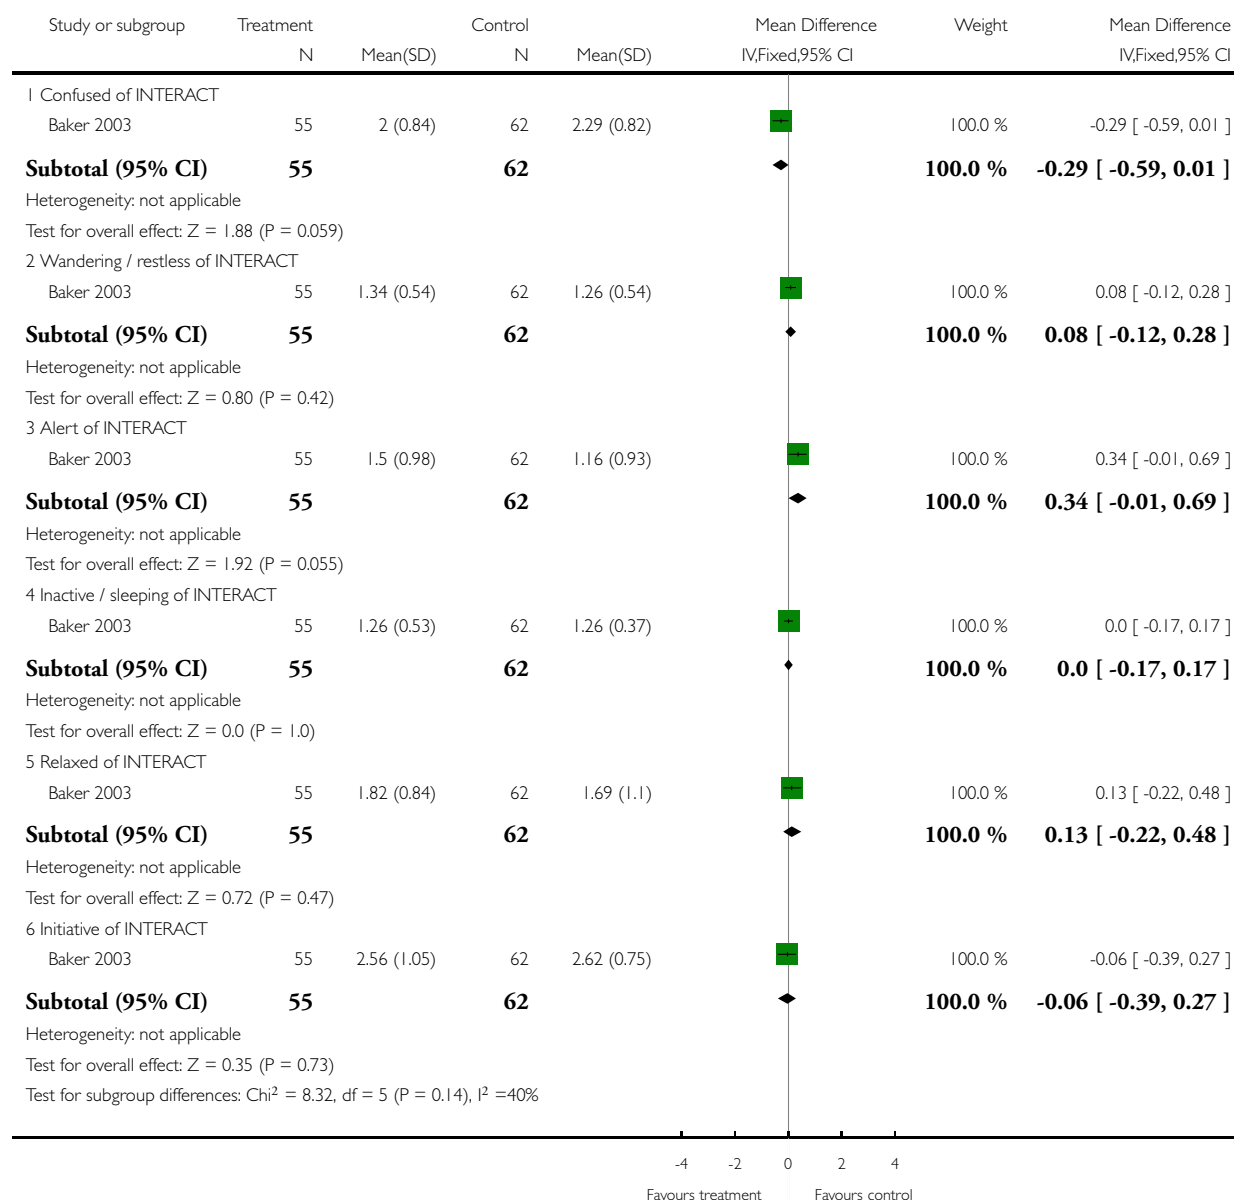 Study or subgroup Treatment Control Mean Difference Weight Mean Difference
N Mean(SD) N Mean(SD) IV,Fixed,95% CI IV,Fixed,95% CI
1 Confused of INTERACT
Baker 2003 55 2 (0.84) 62 2.29 (0.82) 100.0 % -0.29 [ -0.59, 0.01 ]
Subtotal (95% CI) 55 62 100.0 % -0.29 [ -0.59, 0.01 ]
Heterogeneity: not applicable
Test for overall effect: Z = 1.88 (P = 0.059)
2 Wandering / restless of INTERACT
Baker 2003 55 1.34 (0.54) 62 1.26 (0.54) 100.0 % 0.08 [ -0.12, 0.28 ]
Subtotal (95% CI) 55 62 100.0 % 0.08 [ -0.12, 0.28 ]
Heterogeneity: not applicable
Test for overall effect: Z = 0.80 (P = 0.42)
3 Alert of INTERACT
Baker 2003 55 1.5 (0.98) 62 1.16 (0.93) 100.0 % 0.34 [ -0.01, 0.69 ]
Subtotal (95% CI) 55 62 100.0 % 0.34 [ -0.01, 0.69 ]
Heterogeneity: not applicable
Test for overall effect: Z = 1.92 (P = 0.055)
4 Inactive / sleeping of INTERACT
Baker 2003 55 1.26 (0.53) 62 1.26 (0.37) 100.0 % 0.0 [ -0.17, 0.17 ]
Subtotal (95% CI) 55 62 100.0 % 0.0 [ -0.17, 0.17 ]
Heterogeneity: not applicable
Test for overall effect: Z = 0.0 (P = 1.0)
5 Relaxed of INTERACT
Baker 2003 55 1.82 (0.84) 62 1.69 (1.1) 100.0 % 0.13 [ -0.22, 0.48 ]
Subtotal (95% CI) 55 62 100.0 % 0.13 [ -0.22, 0.48 ]
Heterogeneity: not applicable
Test for overall effect: Z = 0.72 (P = 0.47)
6 Initiative of INTERACT
Baker 2003 55 2.56 (1.05) 62 2.62 (0.75) 100.0 % -0.06 [ -0.39, 0.27 ]
Subtotal (95% CI) 55 62 100.0 % -0.06 [ -0.39, 0.27 ]
Heterogeneity: not applicable
Test for overall effect: Z = 0.35 (P = 0.73)
Test for subgroup differences: Chi² = 8.32, df = 5 (P = 0.14), I² =40%
-4 -2 0 2 4
Favours treatment Favours control